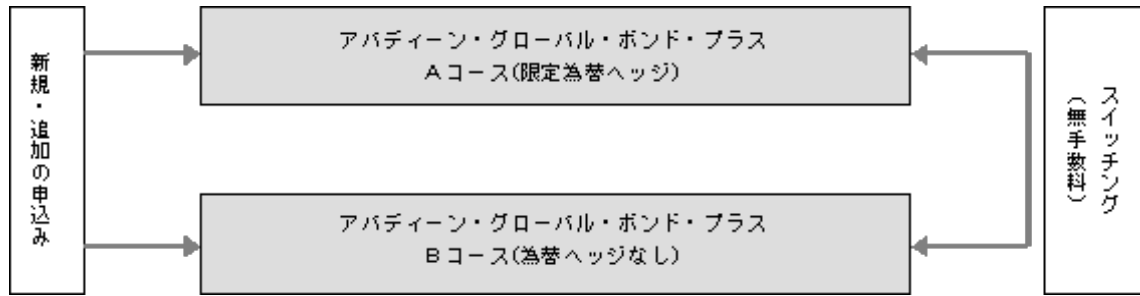 新規・追加の申込み
アバディーン・グローバル・ボンド・プラス
Aコース(限定為替ヘッジ)
アバディーン・グローバル・ボンド・プラス
Bコース(為替ヘッジなし)
スイッチング
(無手数料)